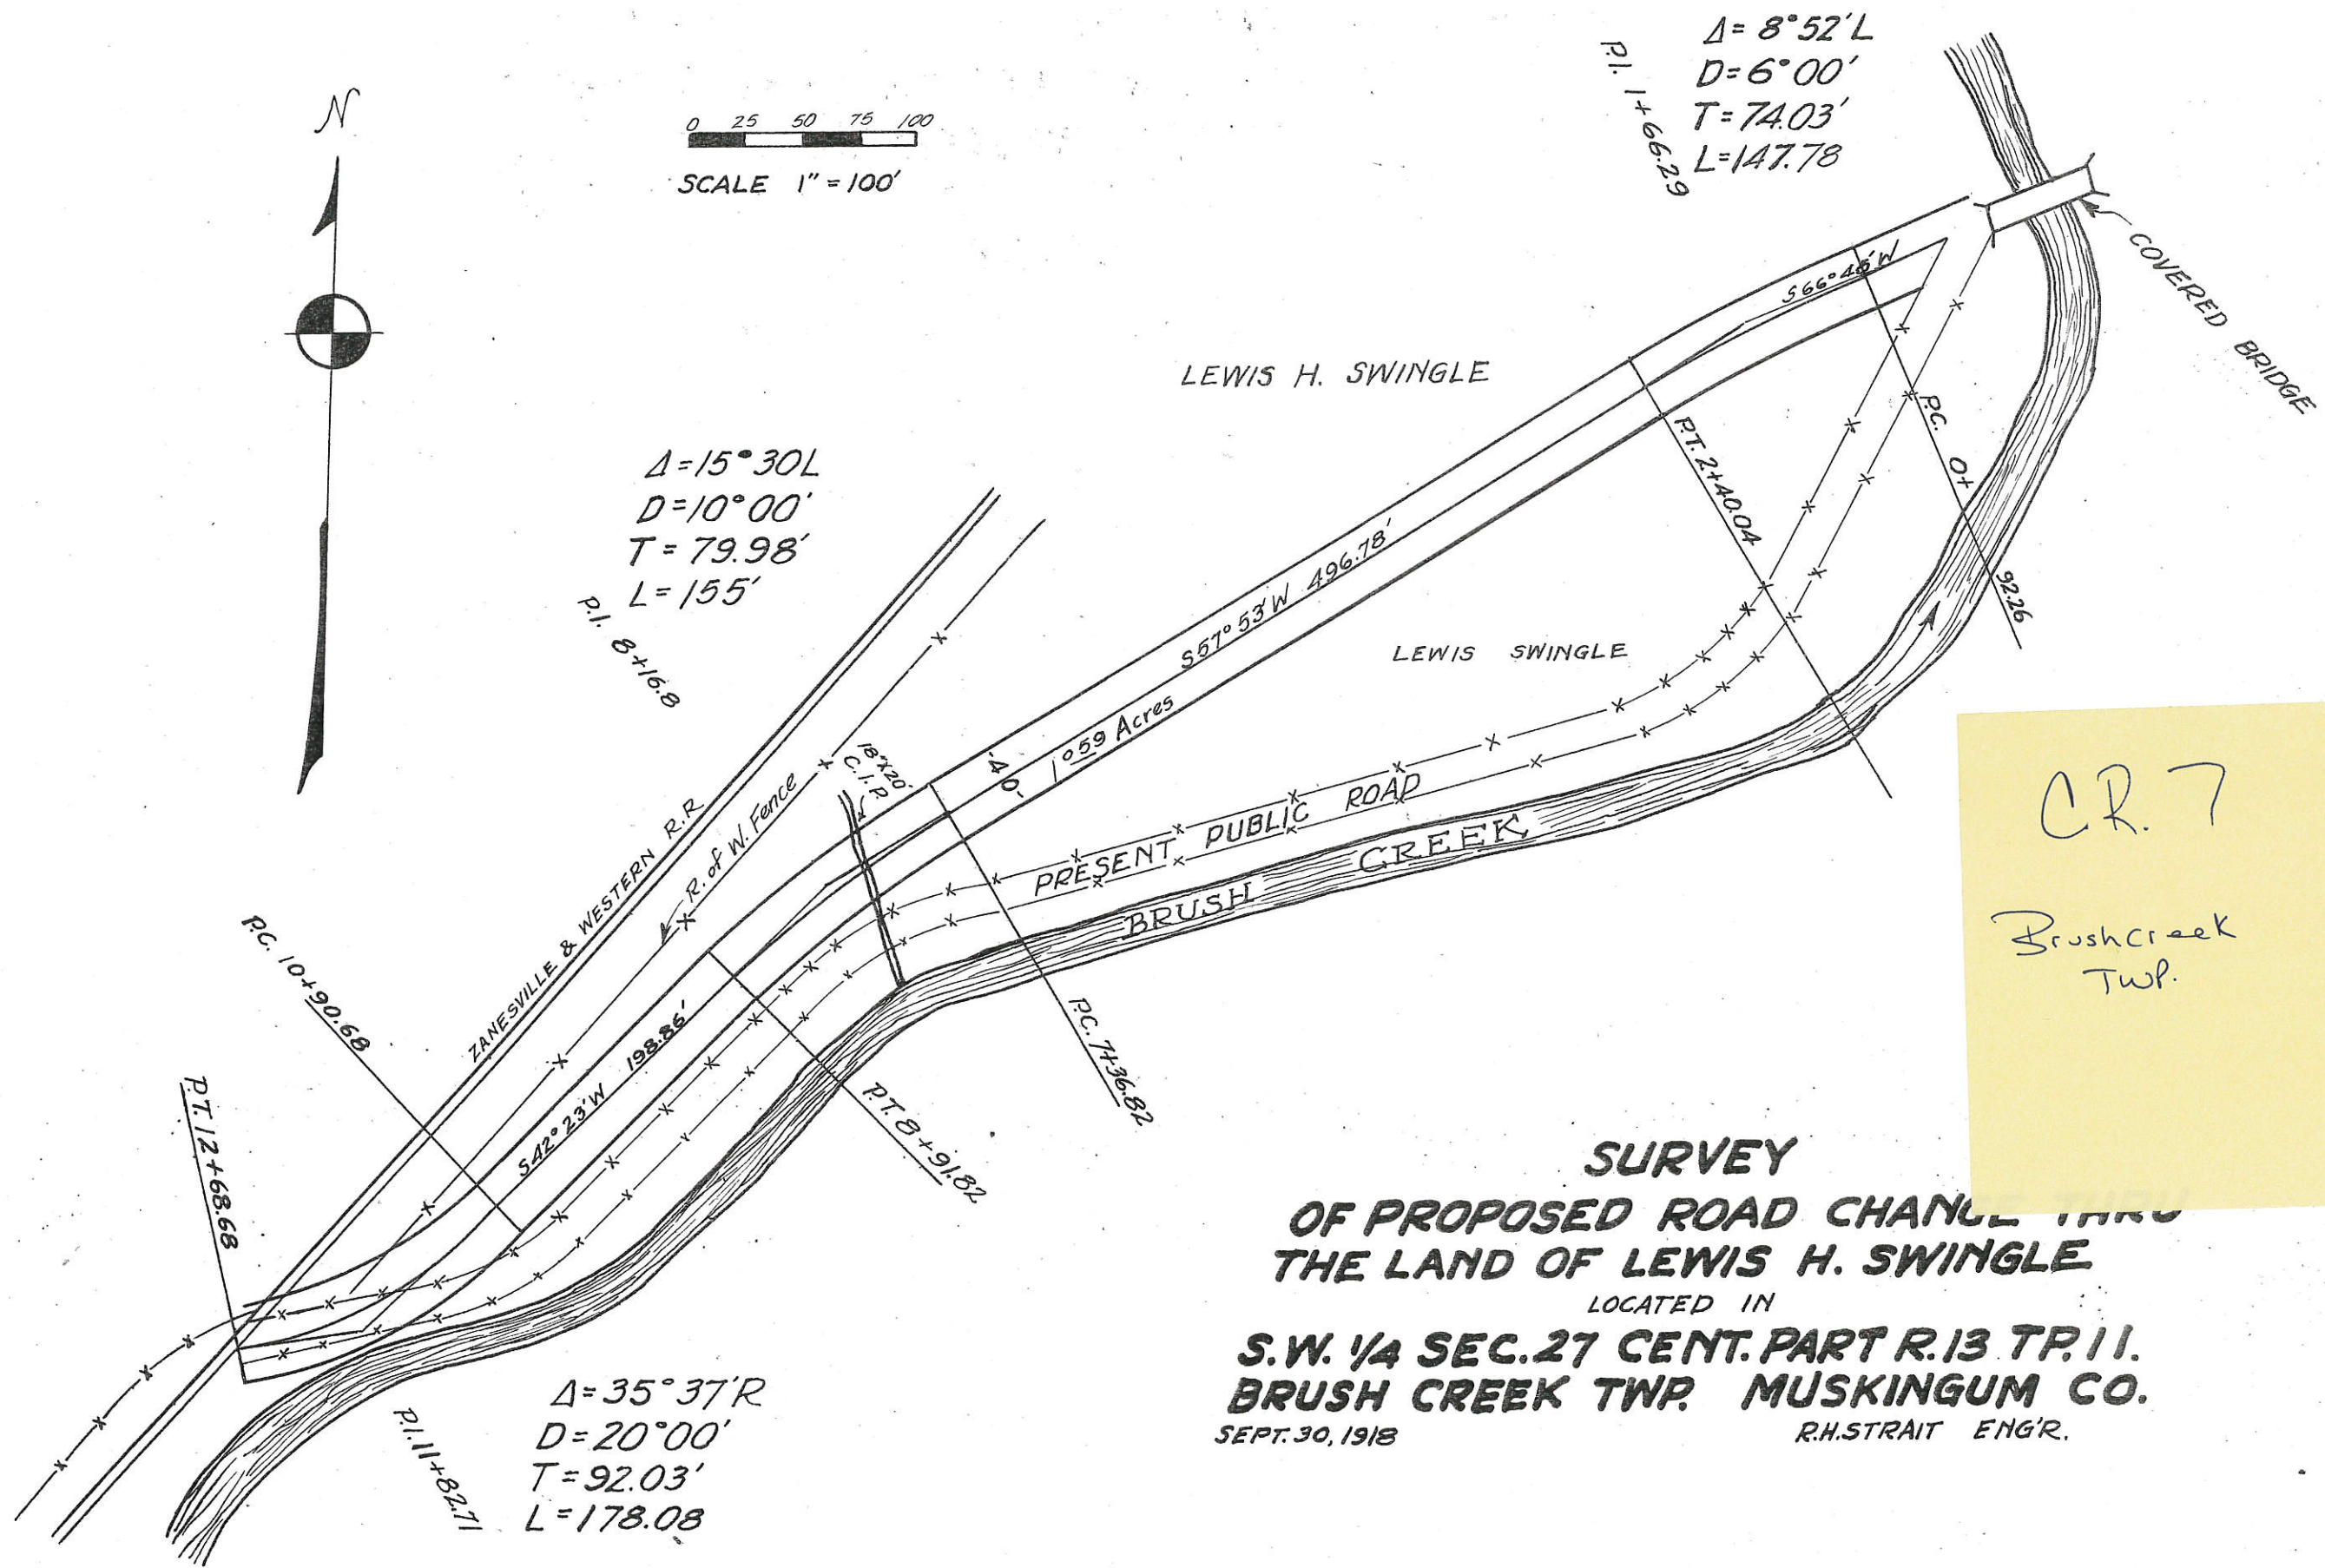 Δ= 8°52'L
D=6°00'
T=74.03'
L=147.78
P.I. 1+66.29
N
0 25 50 75 100
SCALE 1"=100'
COVERED BRIDGE
S66°45'W
LEWIS H. SWINGLE
P.C. 0+92.26
P.T. 2+40.04
Δ=15°30L
D=10°00'
T= 79.98'
L= 155'
P.I. 8+16.8
S57°53'W 496.78'
LEWIS SWINGLE
1.59 Acres
40'
18"X20'
C.I.P.
R. of W. Fence
ZANESVILLE & WESTERN R.R
PRESENT PUBLIC ROAD
BRUSH CREEK
C.R. 7
Brushcreek
Twp.
P.C. 10+90.68
S42°23'W 198.86'
P.C. 7+36.82
P.T. 8+91.82
P.T. 12+68.68
SURVEY
OF PROPOSED ROAD CHANGE THRU
THE LAND OF LEWIS H. SWINGLE
LOCATED IN
S.W. 1/4 SEC.27 CENT. PART R.13 TP.11.
BRUSH CREEK TWP. MUSKINGUM CO.
SEPT. 30, 1918 R.H. STRAIT ENG'R.
Δ=35°37'R
D=20°00'
T=92.03'
L=178.08
P.I. 11+82.71